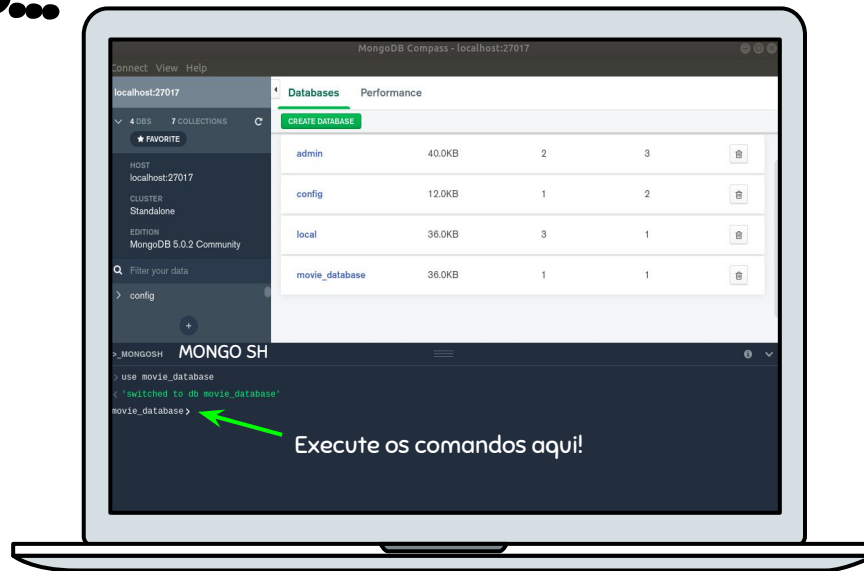 MongoDB Compass - localhost:27017
Connect View Help
localhost:27017
4 DBS 7 COLLECTIONS
★ FAVORITE
HOST
localhost:27017
CLUSTER
Standalone
EDITION
MongoDB 5.0.2 Community
Filter your data
> config
+
Databases Performance
CREATE DATABASE
admin 40.0KB 2 3
config 12.0KB 1 2
local 36.0KB 3 1
movie_database 36.0KB 1 1
>_MONGOSH MONGO SH
> use movie_database
< 'switched to db movie_database'
movie_database>
Execute os comandos aqui!